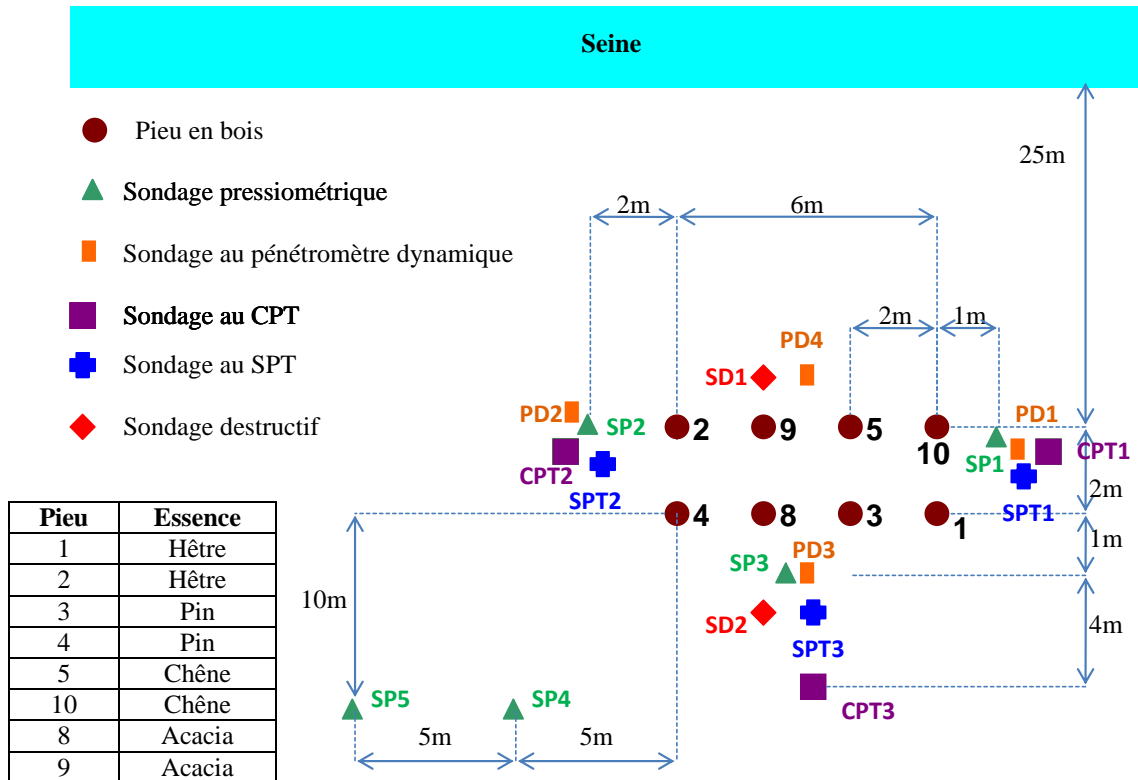 Seine
Pieu en bois
Sondage pressiométrique
Sondage au pénétromètre dynamique
Sondage au CPT
Sondage au SPT
Sondage destructif
25m
2m
6m
2m
1m
PD4
SD1
PD2
SP2
PD1
2
9
5
10
SP1
CPT1
CPT2
SPT2
SPT1
2m
4
8
3
1
1m
SP3
PD3
10m
SD2
SPT3
4m
CPT3
SP5
SP4
5m
5m
Pieu Essence
1 Hêtre
2 Hêtre
3 Pin
4 Pin
5 Chêne
10 Chêne
8 Acacia
9 Acacia